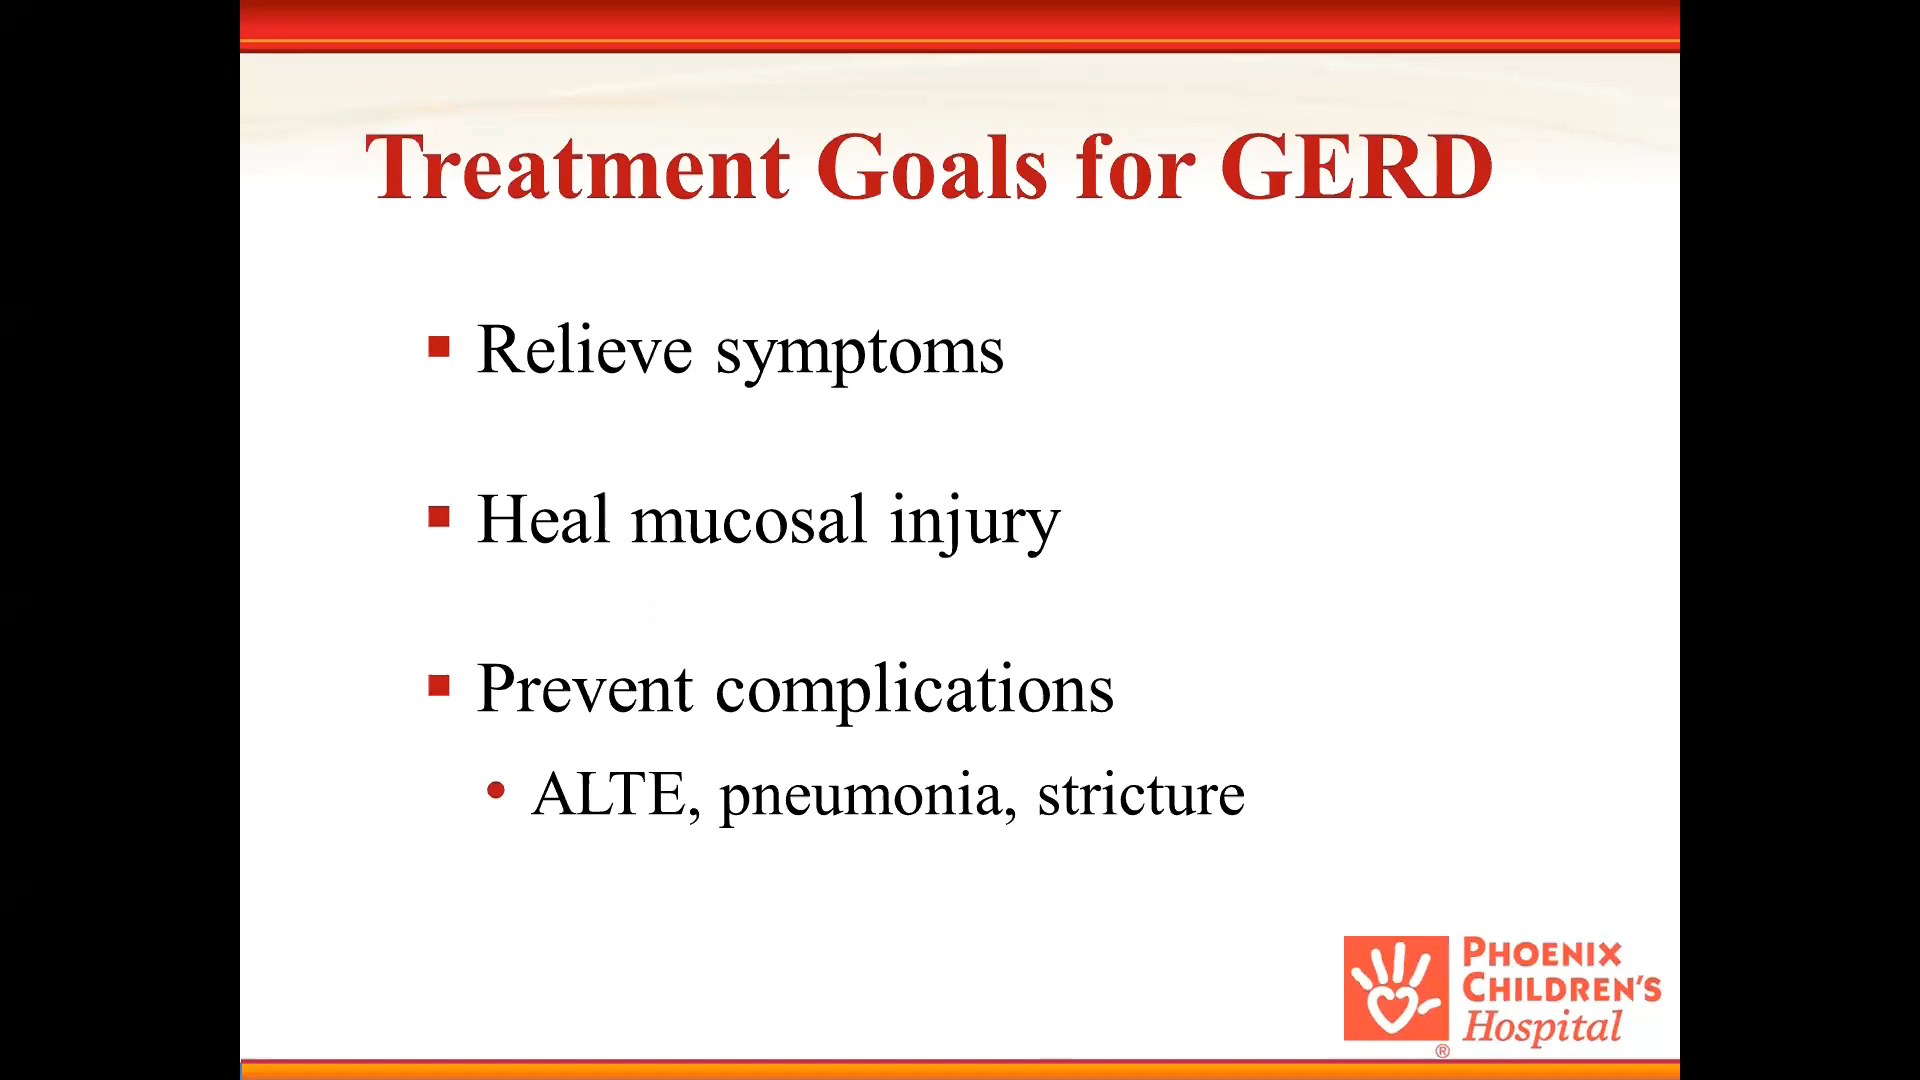 Treatment Goals for GERD
▪ Relieve symptoms
▪ Heal mucosal injury
▪ Prevent complications
• ALTE, pneumonia, stricture
PHOENIX
CHILDREN'S
Hospital
®